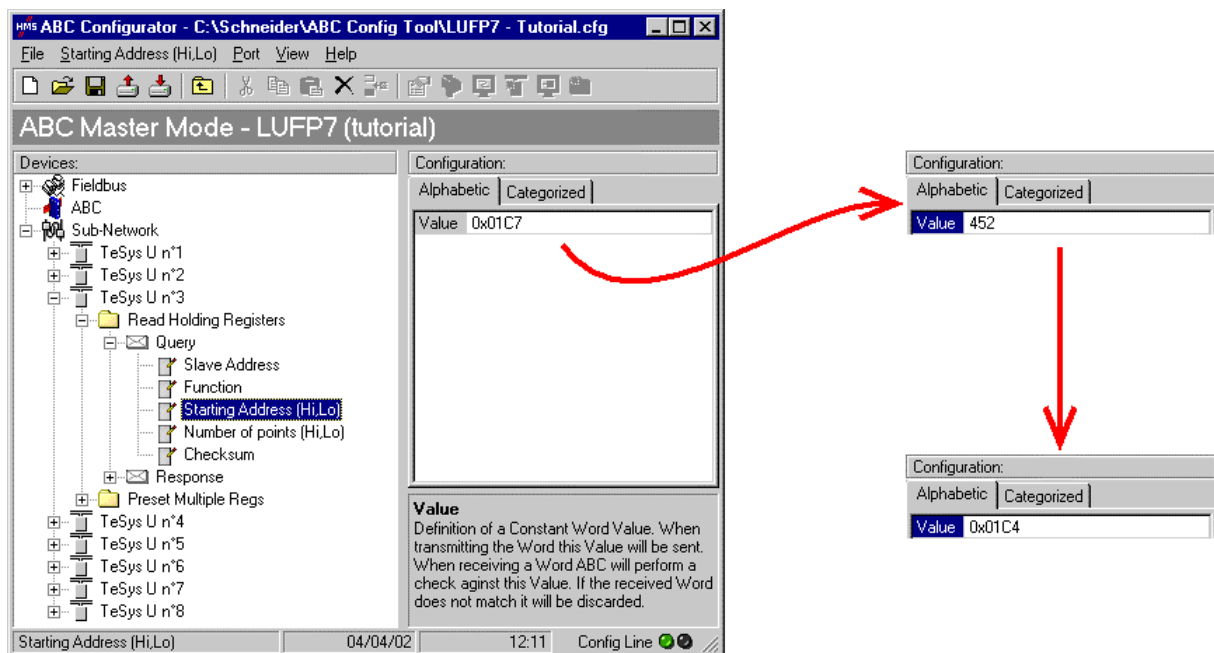 HMS ABC Configurator - C:\Schneider\ABC Config Tool\LUFP7 - Tutorial.cfg
File Starting Address (Hi,Lo) Port View Help
ABC Master Mode - LUFP7 (tutorial)
Devices:
Fieldbus
ABC
Sub-Network
TeSys U n°1
TeSys U n°2
TeSys U n°3
Read Holding Registers
Query
Slave Address
Function
Starting Address (Hi,Lo)
Number of points (Hi,Lo)
Checksum
Response
Preset Multiple Regs
TeSys U n°4
TeSys U n°5
TeSys U n°6
TeSys U n°7
TeSys U n°8
Configuration:
Alphabetic Categorized
Value 0x01C7
Value
Definition of a Constant Word Value. When
transmitting the Word this Value will be sent.
When receiving a Word ABC will perform a
check aginst this Value. If the received Word
does not match it will be discarded.
Starting Address (Hi,Lo) 04/04/02 12:11 Config Line
Configuration:
Alphabetic Categorized
Value 452
Configuration:
Alphabetic Categorized
Value 0x01C4